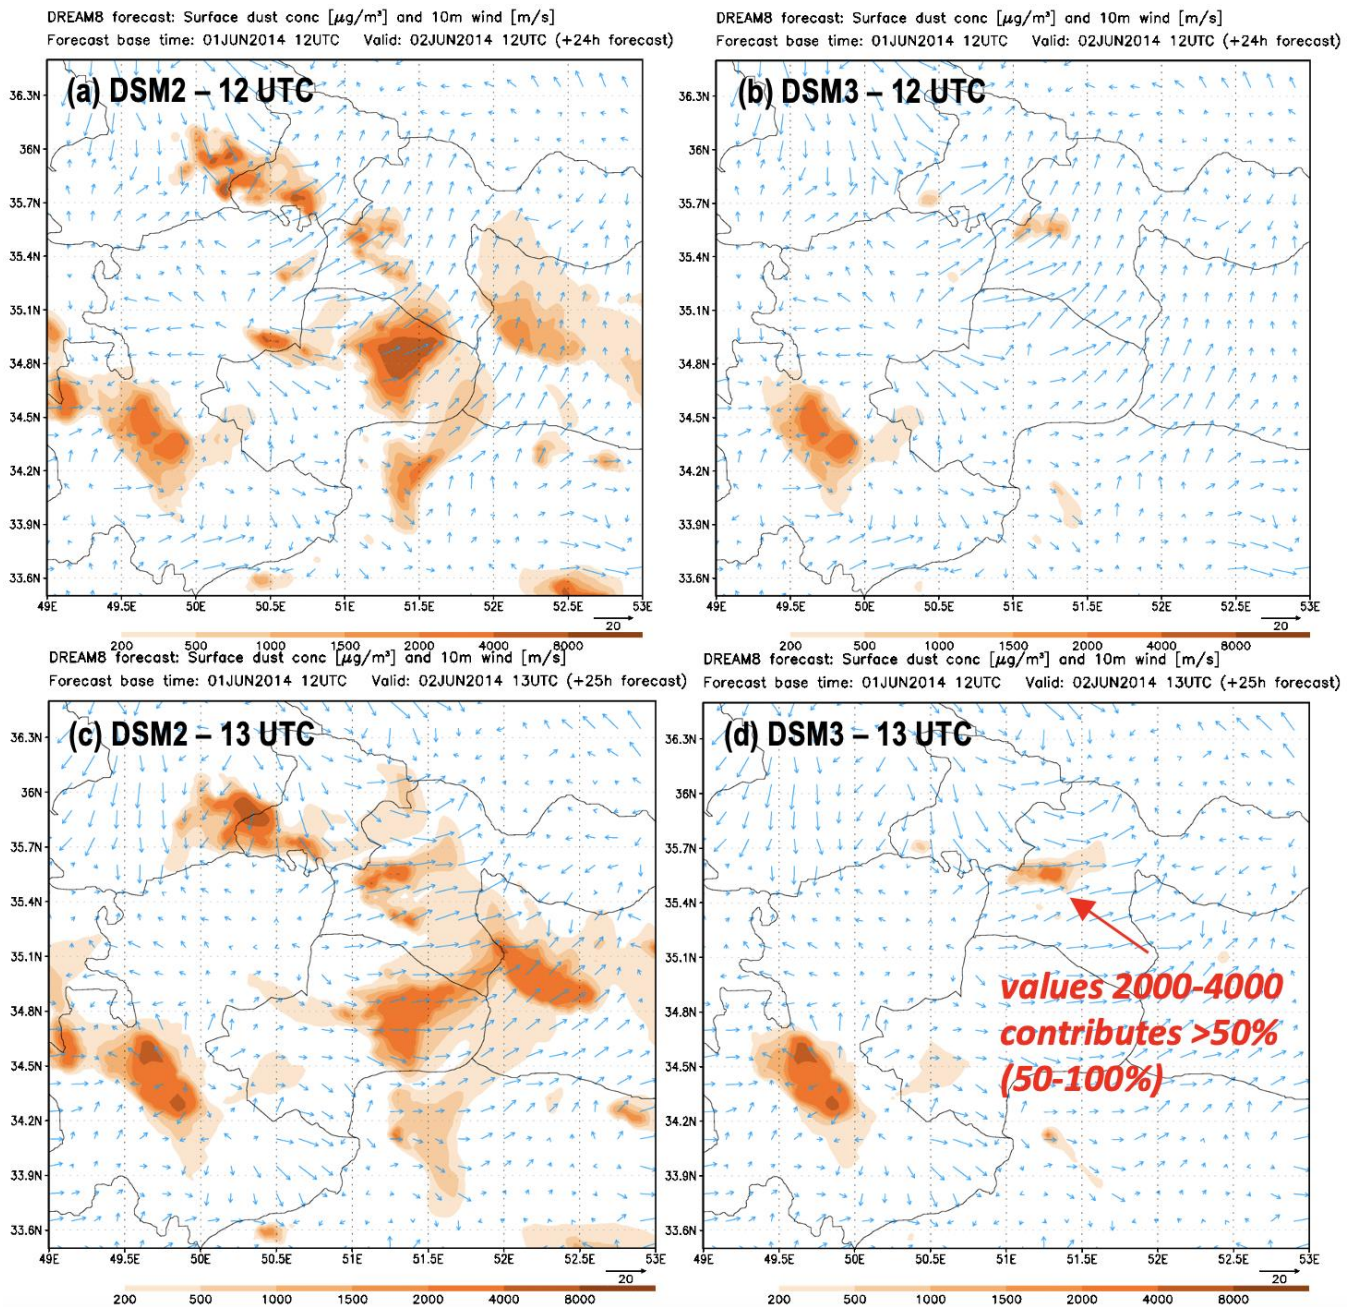 DREAM8 forecast: Surface dust conc [μg/m³] and 10m wind [m/s]
Forecast base time: 01JUN2014 12UTC Valid: 02JUN2014 12UTC (+24h forecast)
(a) DSM2 – 12 UTC
36.3N
36N
35.7N
35.4N
35.1N
34.8N
34.5N
34.2N
33.9N
33.6N
49E 49.5E 50E 50.5E 51E 51.5E 52E 52.5E 53E
20
200 500 1000 1500 2000 4000 8000
DREAM8 forecast: Surface dust conc [μg/m³] and 10m wind [m/s]
Forecast base time: 01JUN2014 12UTC Valid: 02JUN2014 12UTC (+24h forecast)
(b) DSM3 – 12 UTC
36.3N
36N
35.7N
35.4N
35.1N
34.8N
34.5N
34.2N
33.9N
33.6N
49E 49.5E 50E 50.5E 51E 51.5E 52E 52.5E 53E
20
200 500 1000 1500 2000 4000 8000
DREAM8 forecast: Surface dust conc [μg/m³] and 10m wind [m/s]
Forecast base time: 01JUN2014 12UTC Valid: 02JUN2014 13UTC (+25h forecast)
(c) DSM2 – 13 UTC
36.3N
36N
35.7N
35.4N
35.1N
34.8N
34.5N
34.2N
33.9N
33.6N
49E 49.5E 50E 50.5E 51E 51.5E 52E 52.5E 53E
20
200 500 1000 1500 2000 4000 8000
DREAM8 forecast: Surface dust conc [μg/m³] and 10m wind [m/s]
Forecast base time: 01JUN2014 12UTC Valid: 02JUN2014 13UTC (+25h forecast)
(d) DSM3 – 13 UTC
36.3N
36N
35.7N
35.4N
35.1N
34.8N
34.5N
34.2N
33.9N
33.6N
values 2000-4000
contributes >50%
(50-100%)
49E 49.5E 50E 50.5E 51E 51.5E 52E 52.5E 53E
20
200 500 1000 1500 2000 4000 8000